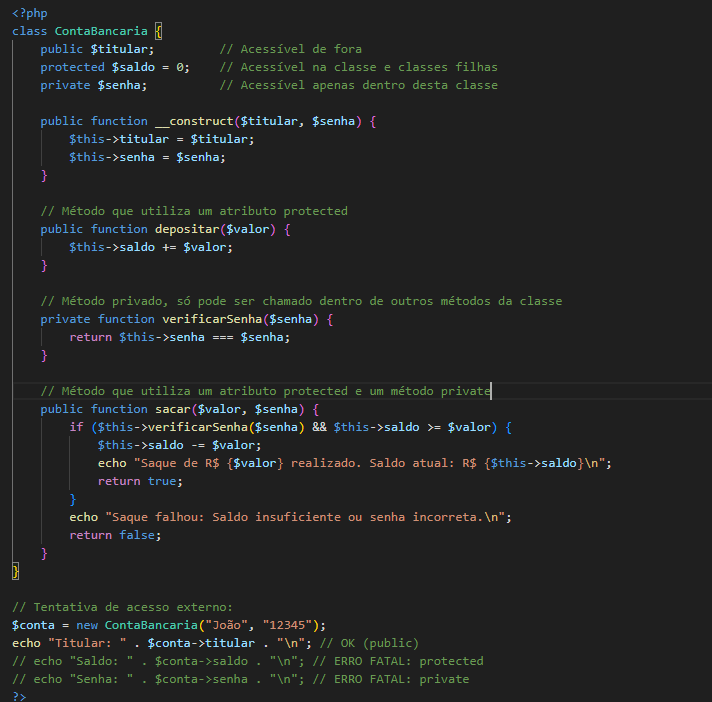 <?php
class ContaBancaria {
    public $titular;         // Acessível de fora
    protected $saldo = 0;    // Acessível na classe e classes filhas
    private $senha;          // Acessível apenas dentro desta classe

    public function __construct($titular, $senha) {
        $this->titular = $titular;
        $this->senha = $senha;
    }

    // Método que utiliza um atributo protected
    public function depositar($valor) {
        $this->saldo += $valor;
    }

    // Método privado, só pode ser chamado dentro de outros métodos da classe
    private function verificarSenha($senha) {
        return $this->senha === $senha;
    }

    // Método que utiliza um atributo protected e um método private
    public function sacar($valor, $senha) {
        if ($this->verificarSenha($senha) && $this->saldo >= $valor) {
            $this->saldo -= $valor;
            echo "Saque de R$ {$valor} realizado. Saldo atual: R$ {$this->saldo}\n";
            return true;
        }
        echo "Saque falhou: Saldo insuficiente ou senha incorreta.\n";
        return false;
    }
}

// Tentativa de acesso externo:
$conta = new ContaBancaria("João", "12345");
echo "Titular: " . $conta->titular . "\n"; // OK (public)
// echo "Saldo: " . $conta->saldo . "\n"; // ERRO FATAL: protected
// echo "Senha: " . $conta->senha . "\n"; // ERRO FATAL: private
?>